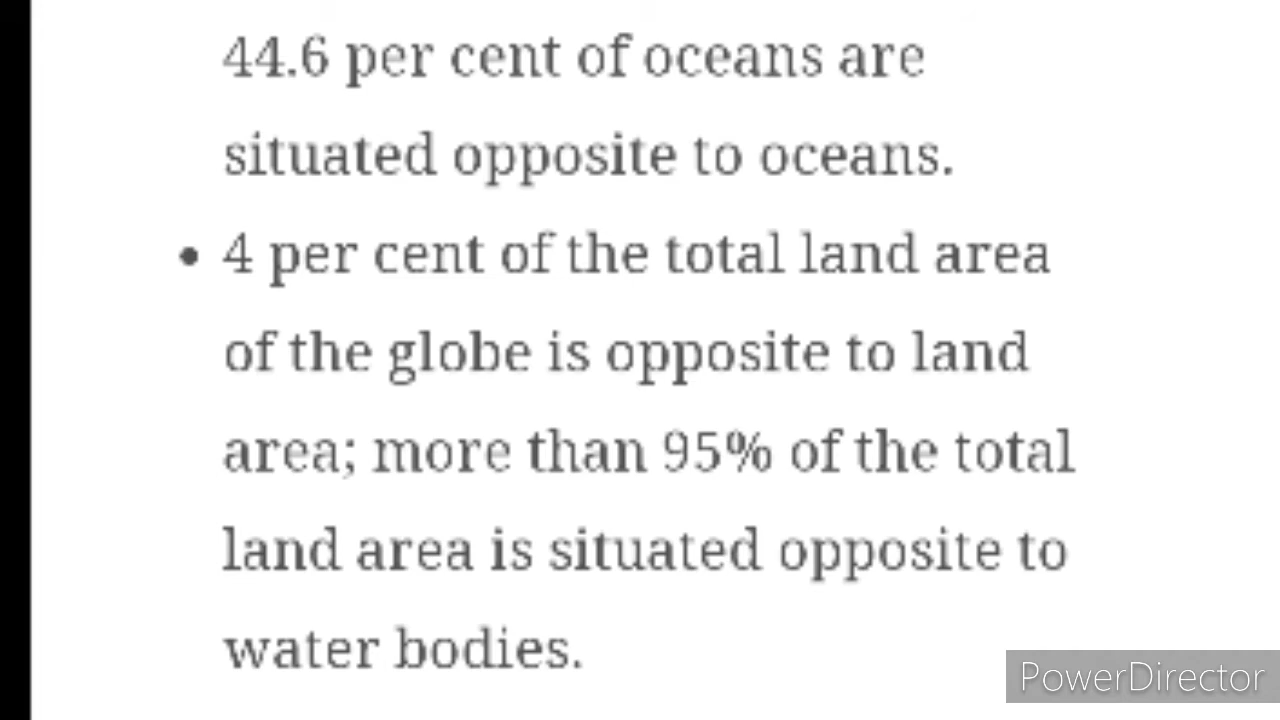 44.6 per cent of oceans are
situated opposite to oceans.
• 4 per cent of the total land area
of the globe is opposite to land
area; more than 95% of the total
land area is situated opposite to
water bodies.
PowerDirector